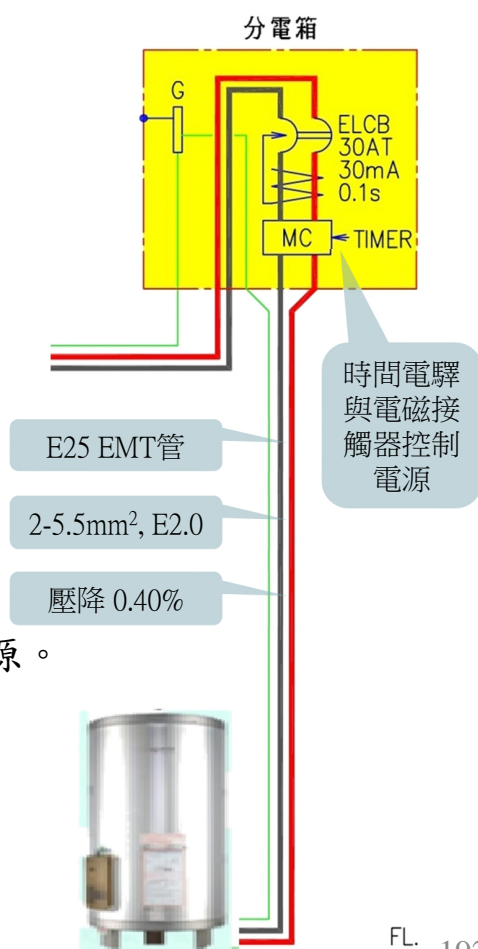 分電箱
G
ELCB
30AT
30mA
0.1s
MC
TIMER
時間電驛
與電磁接
觸器控制
電源
E25 EMT管
2-5.5mm², E2.0
壓降 0.40%
源。
FL.